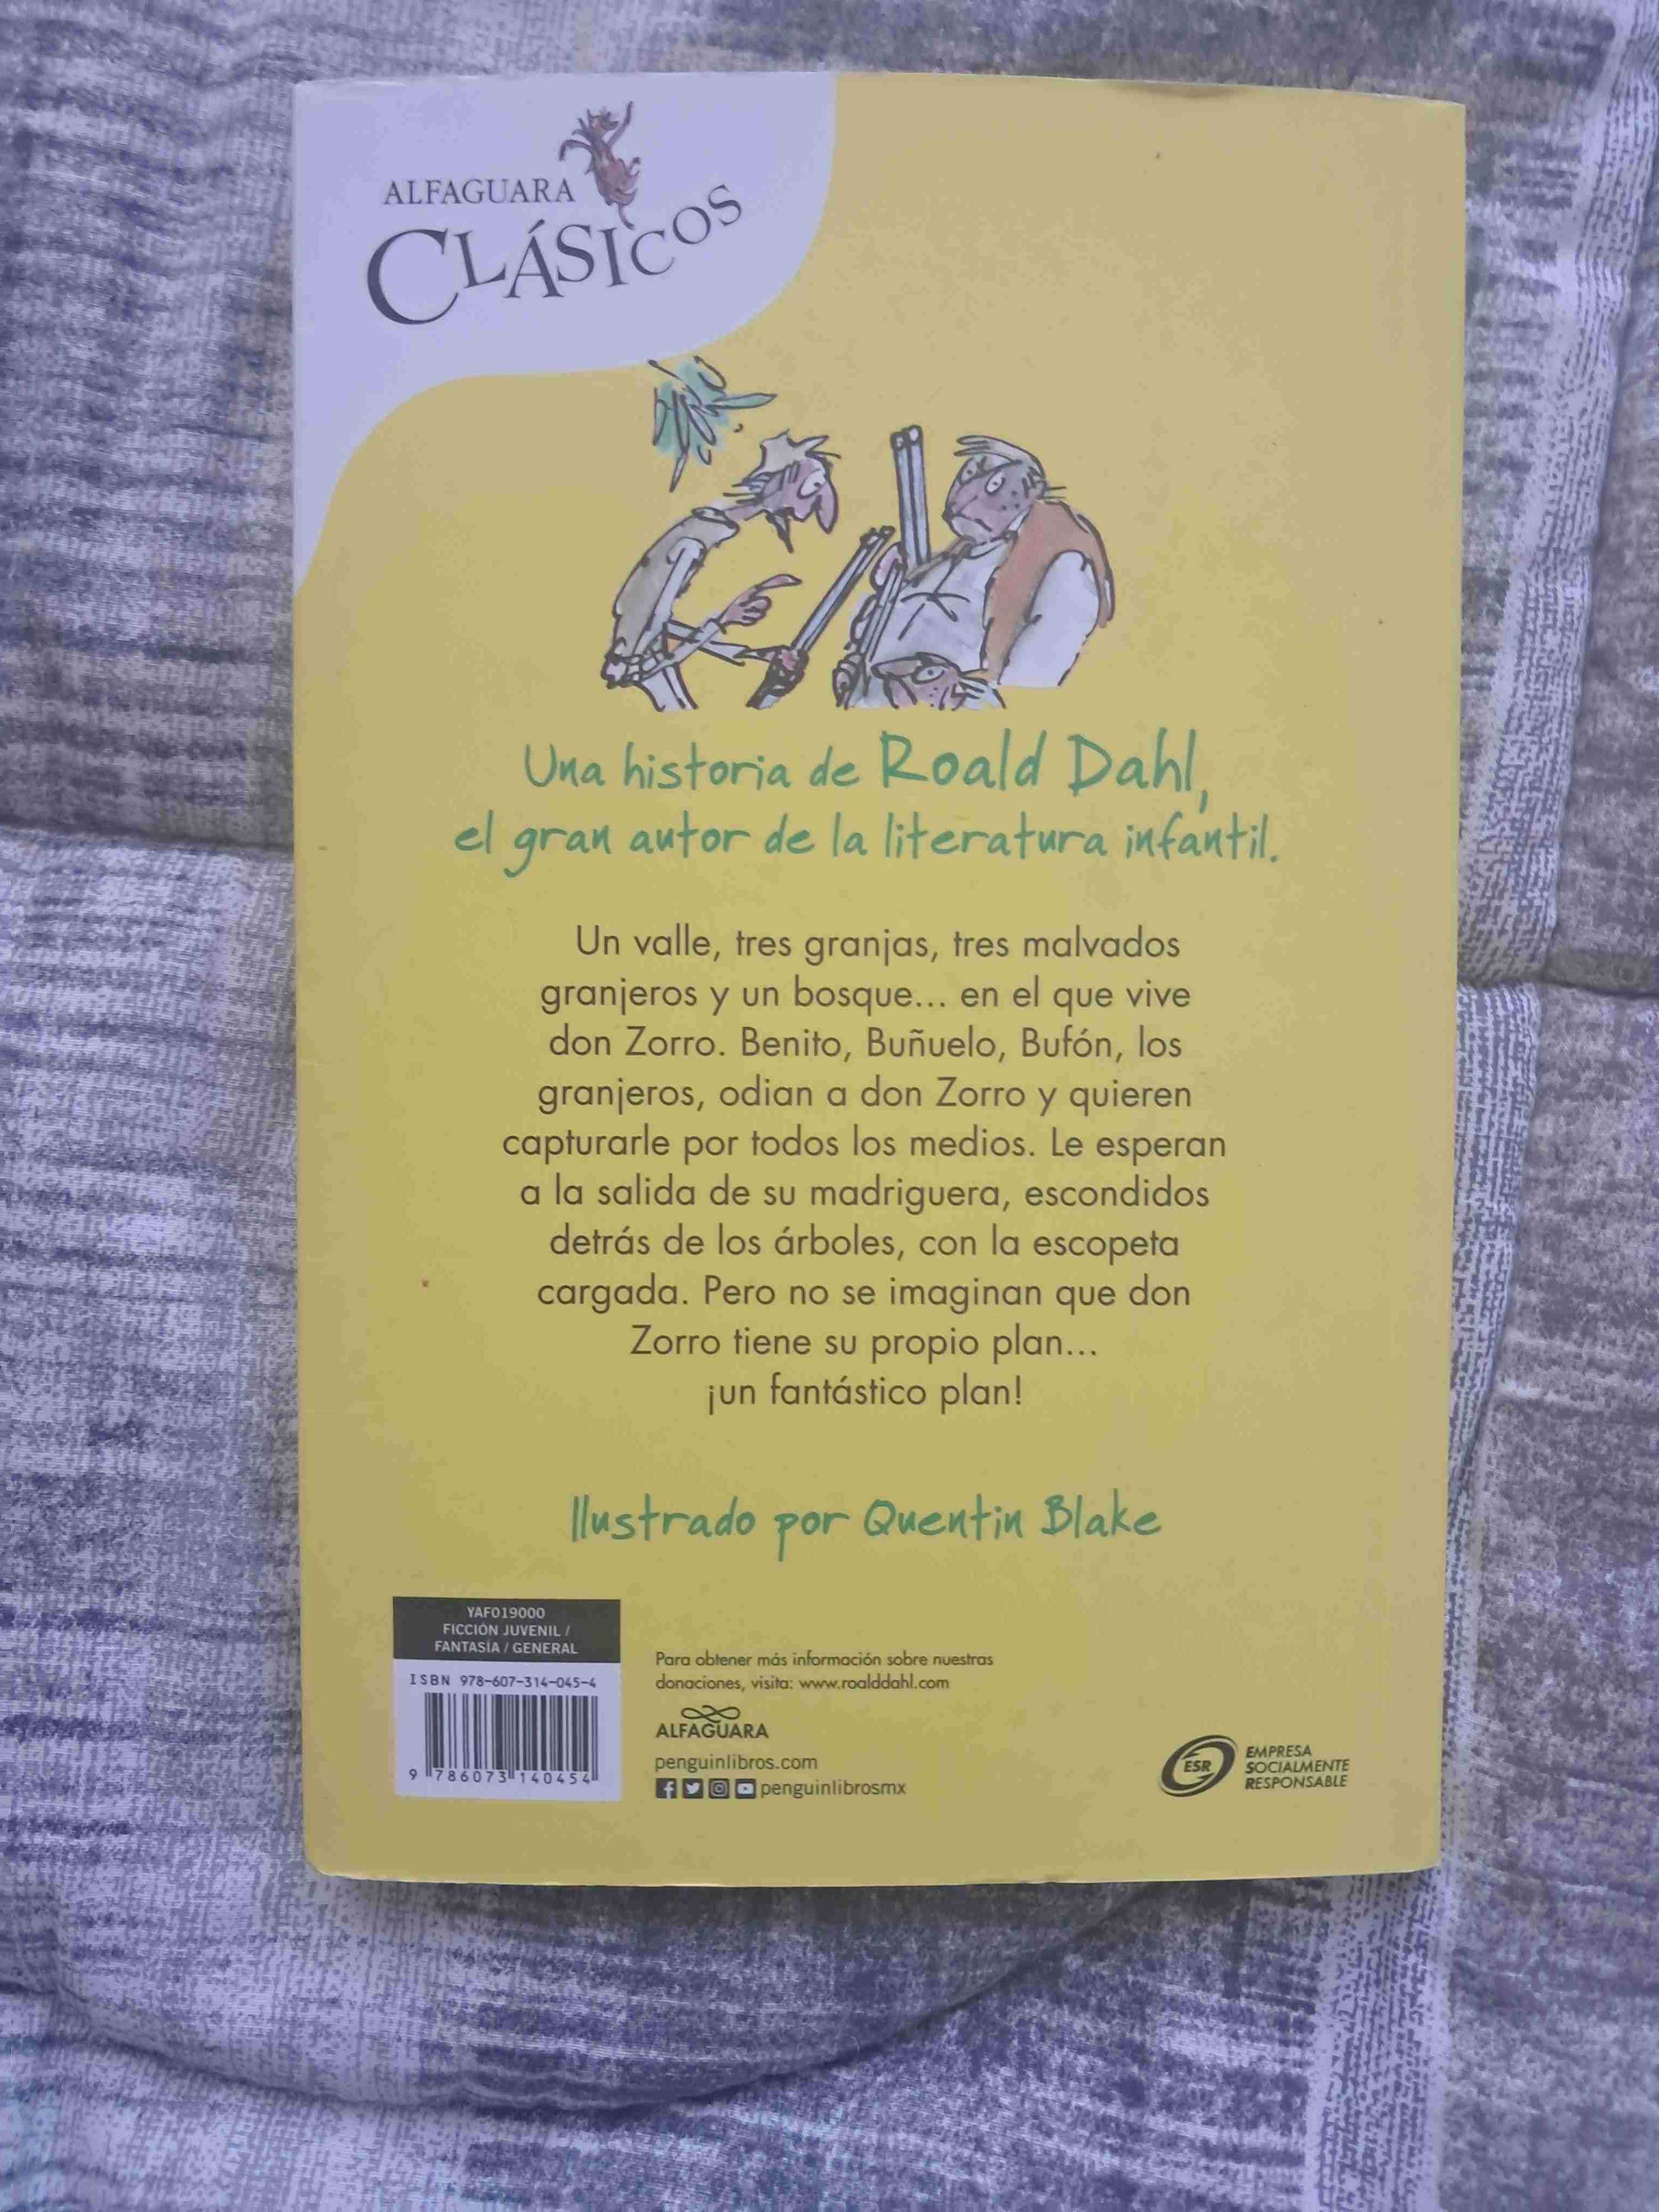 ALFAGUARA
CLÁSICOS
Una historia de Roald Dahl,
el gran autor de la literatura infantil.
Un valle, tres granjas, tres malvados
granjeros y un bosque... en el que vive
don Zorro. Benito, Buñuelo, Bufón, los
granjeros, odian a don Zorro y quieren
capturarle por todos los medios. Le esperan
a la salida de su madriguera, escondidos
detrás de los árboles, con la escopeta
cargada. Pero no se imaginan que don
Zorro tiene su propio plan...
¡un fantástico plan!
Ilustrado por Quentin Blake
YAF019000
FICCIÓN JUVENIL /
FANTASÍA / GENERAL
ISBN 978-607-314-045-4
9 786073 140454
Para obtener más información sobre nuestras
donaciones, visita: www.roalddahl.com
ALFAGUARA
penguinlibros.com
penguinlibrosmx
ESR
EMPRESA
SOCIALMENTE
RESPONSABLE